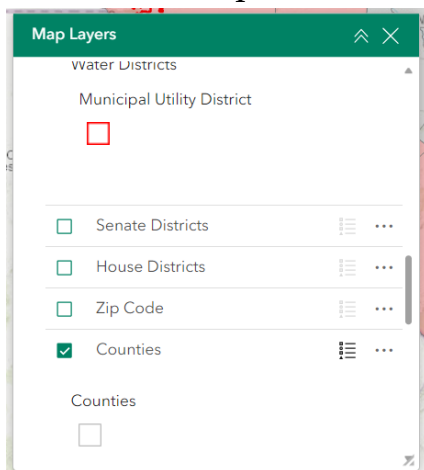 Map Layers
Water Districts
Municipal Utility District
Senate Districts
House Districts
Zip Code
Counties
Counties